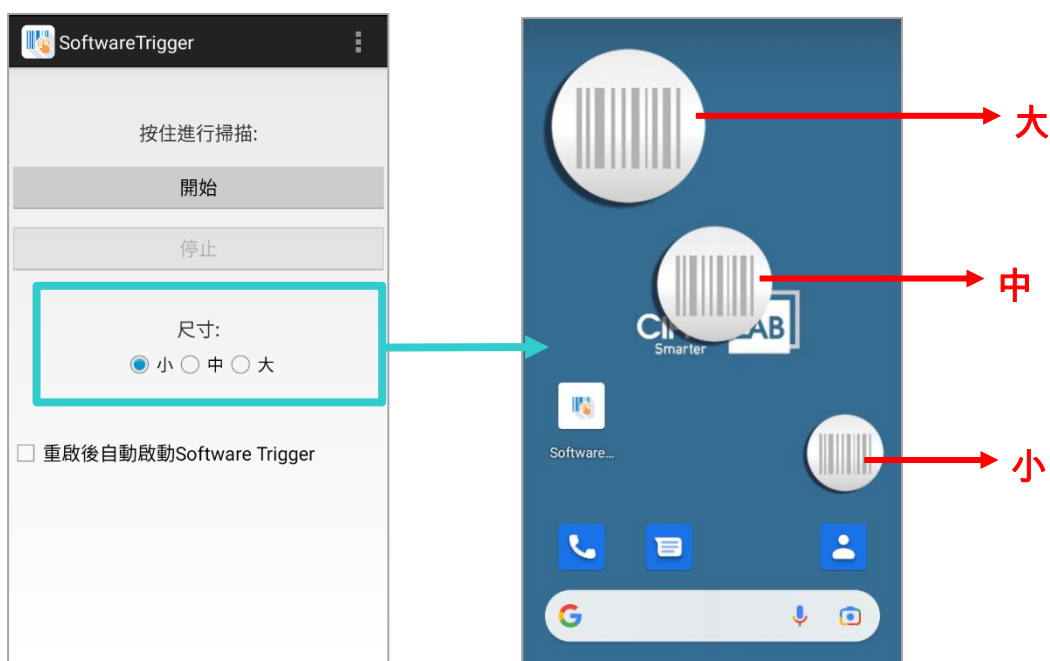 SoftwareTrigger
按住進行掃描:
開始
停止
尺寸:
小 中 大
重啟後自動啟動Software Trigger
大
中
AB
Smarter
Software...
小